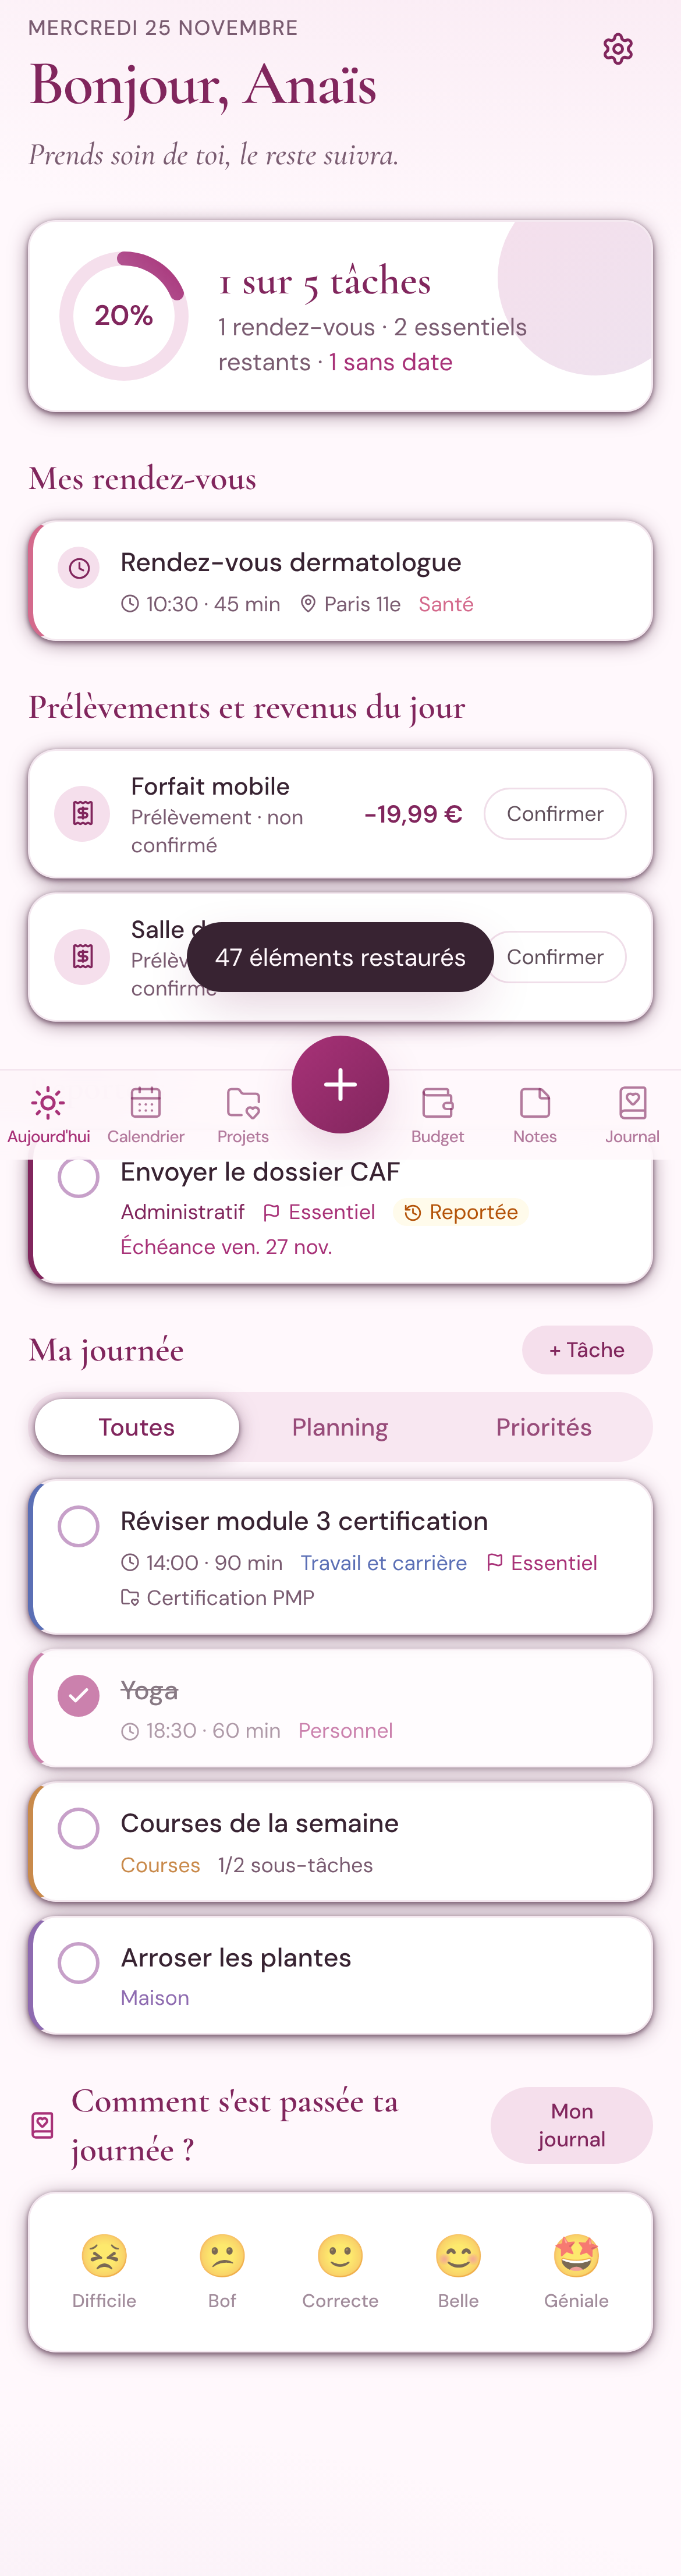 MERCREDI 25 NOVEMBRE
Bonjour, Anaïs
Prends soin de toi, le reste suivra.
20%
1 sur 5 tâches
1 rendez-vous · 2 essentiels
restants · 1 sans date
Mes rendez-vous
Rendez-vous dermatologue
10:30 · 45 min Paris 11e Santé
Prélèvements et revenus du jour
Forfait mobile
Prélèvement · non
confirmé
-19,99 €
Confirmer
Salle
47 éléments restaurés
Confirmer
Aujourd'hui
Calendrier
Projets
Budget
Notes
Journal
Envoyer le dossier CAF
Administratif Essentiel Reportée
Échéance ven. 27 nov.
Ma journée
+ Tâche
Toutes
Planning
Priorités
Réviser module 3 certification
14:00 · 90 min Travail et carrière Essentiel
Certification PMP
Yoga
18:30 · 60 min Personnel
Courses de la semaine
Courses 1/2 sous-tâches
Arroser les plantes
Maison
Comment s'est passée ta
journée ?
Mon
journal
Difficile
Bof
Correcte
Belle
Géniale